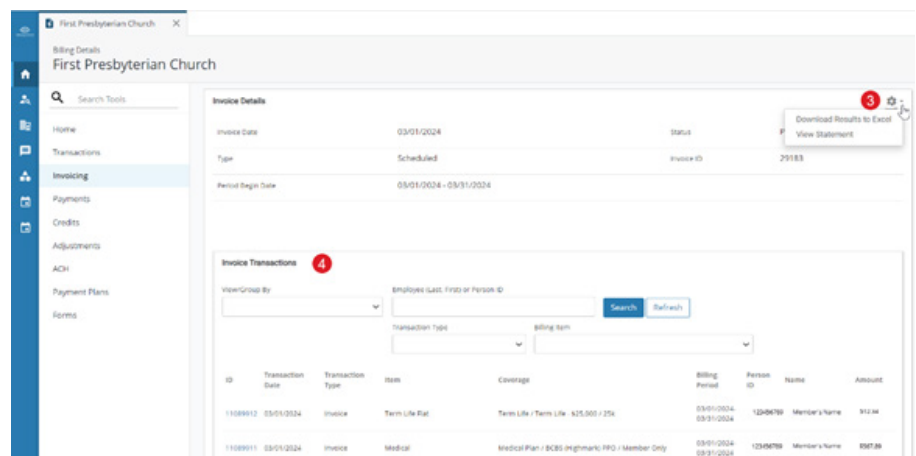 First Presbyterian Church
Billing Details
First Presbyterian Church
Search Tools
Home
Transactions
Invoicing
Payments
Credits
Adjustments
ACH
Payment Plans
Forms
Invoice Details
3
Download Results to Excel
View Statement
Invoice Date 03/01/2024 Status P
Type Scheduled Invoice ID 29183
Period Begin Date 03/01/2024 - 03/31/2024
Invoice Transactions 4
View/Group By Employee (Last, First) or Person ID
Search Refresh
Transaction Type Billing Item
ID Transaction Date Transaction Type Item Coverage Billing Period Person ID Name Amount
11089912 03/01/2024 Invoice Term Life Flat Term Life / Term Life - $25,000 / 25k 03/01/2024- 03/31/2024 123456789 Member's Name
11089911 03/01/2024 Invoice Medical Medical Plan / BCBS (Highmark) PPO / Member Only 03/01/2024- 03/31/2024 123456789 Member's Name